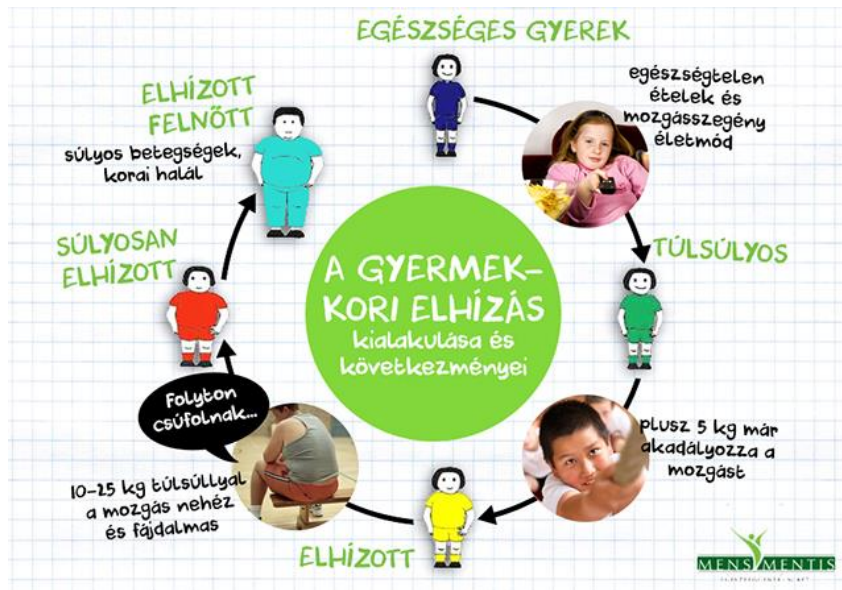 EGÉSZSÉGES GYEREK
egészségtelen
ételek és
mozgásszegény
életmód
TÚLSÚLYOS
plusz 5 kg már
akadályozza a
mozgást
ELHÍZOTT
10-25 kg túlsúllyal
a mozgás nehéz
és fájdalmas
Folyton
csúfolnak...
SÚLYOSAN
ELHÍZOTT
ELHÍZOTT
FELNŐTT
súlyos betegségek,
korai halál
A GYERMEK-
KORI ELHÍZÁS
kialakulása és
következményei
MENS MENTIS